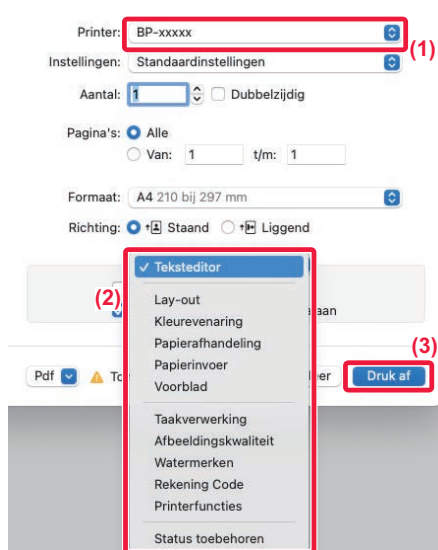 Printer: BP-xxxxx
(1)
Instellingen: Standaardinstellingen
Aantal: 1 Dubbelzijdig
Pagina's: Alle
Van: 1 t/m: 1
Formaat: A4 210 bij 297 mm
Richting: Staand Liggend
✓ Teksteditor
(2)
Lay-out
Kleurevenaring
Papierafhandeling
Papierinvoer
Voorblad
(3)
Pdf Druk af
Taakverwerking
Afbeeldingskwaliteit
Watermerken
Rekening Code
Printerfuncties
Status toebehoren